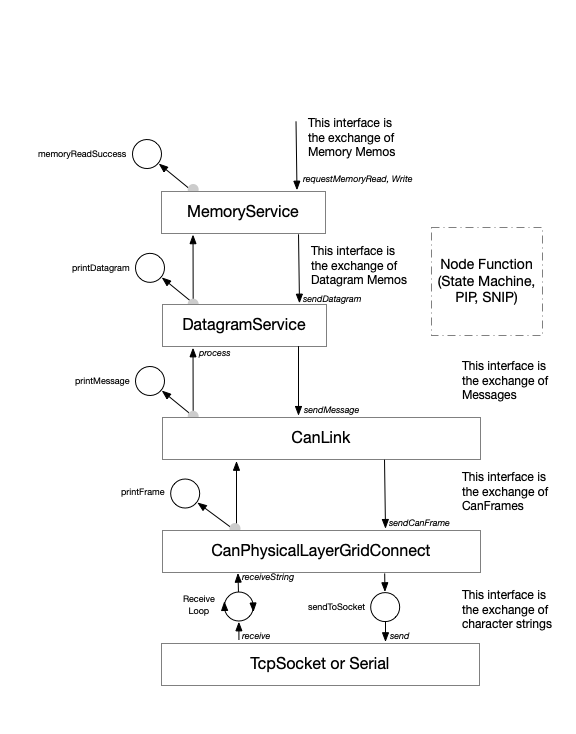 This interface is
the exchange of
Memory Memos
memoryReadSuccess
requestMemoryRead, Write
MemoryService
This interface is
the exchange of
Datagram Memos
printDatagram
sendDatagram
Node Function
(State Machine,
PIP, SNIP)
DatagramService
process
This interface is
the exchange of
Messages
printMessage
sendMessage
CanLink
This interface is
the exchange of
CanFrames
printFrame
sendCanFrame
CanPhysicalLayerGridConnect
receiveString
This interface is
the exchange of
character strings
Receive
Loop
sendToSocket
receive
send
TcpSocket or Serial